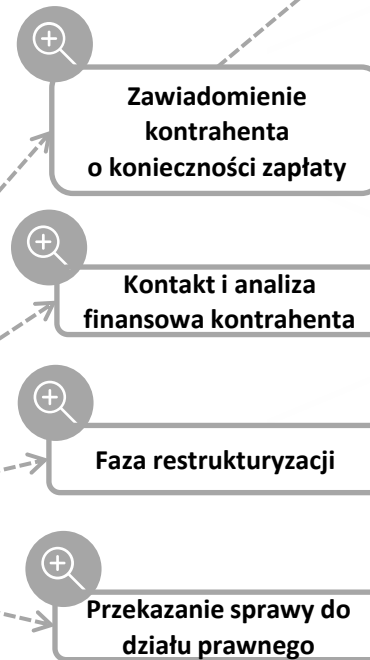 Zawiadomienie
kontrahenta
o konieczności zapłaty
Kontakt i analiza
finansowa kontrahenta
Faza restrukturyzacji
Przekazanie sprawy do
działu prawnego